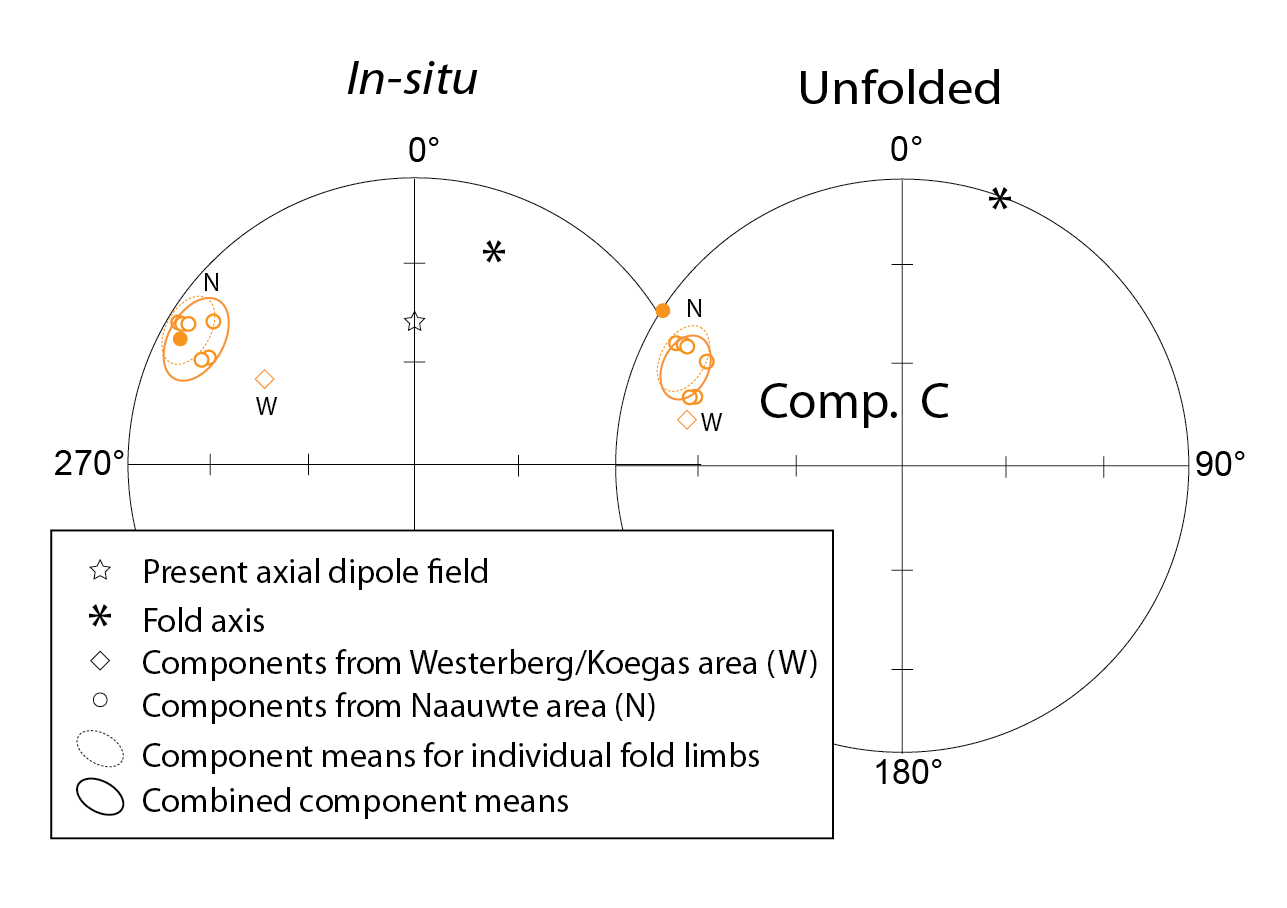 In-situ
Unfolded
0°
0°
N
N
W
W
Comp. C
270°
90°
180°
Present axial dipole field
Fold axis
Components from Westerberg/Koegas area (W)
Components from Naauwte area (N)
Component means for individual fold limbs
Combined component means